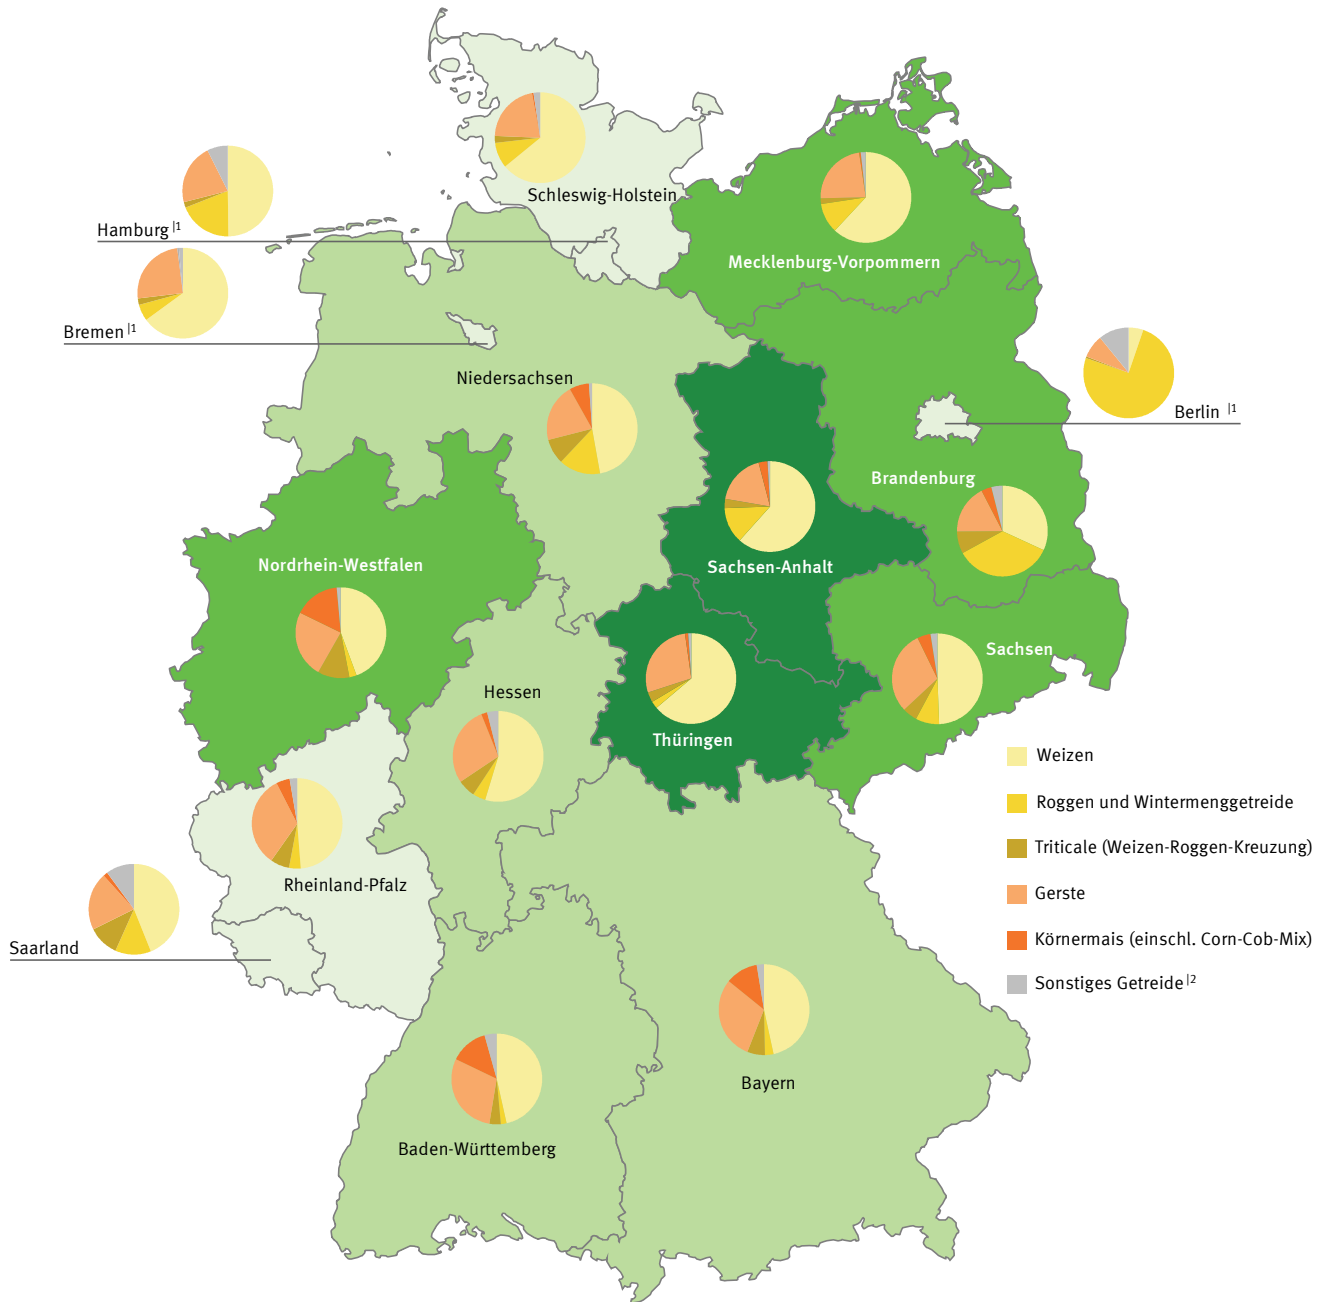 Schleswig-Holstein
Hamburg|1
Mecklenburg-Vorpommern
Bremen|1
Niedersachsen
Berlin |1
Brandenburg
Nordrhein-Westfalen
Sachsen-Anhalt
Sachsen
Hessen
Thüringen
Rheinland-Pfalz
Saarland
Bayern
Baden-Württemberg
Weizen
Roggen und Wintermenggetreide
Triticale (Weizen-Roggen-Kreuzung)
Gerste
Körnermais (einschl. Corn-Cob-Mix)
Sonstiges Getreide|2